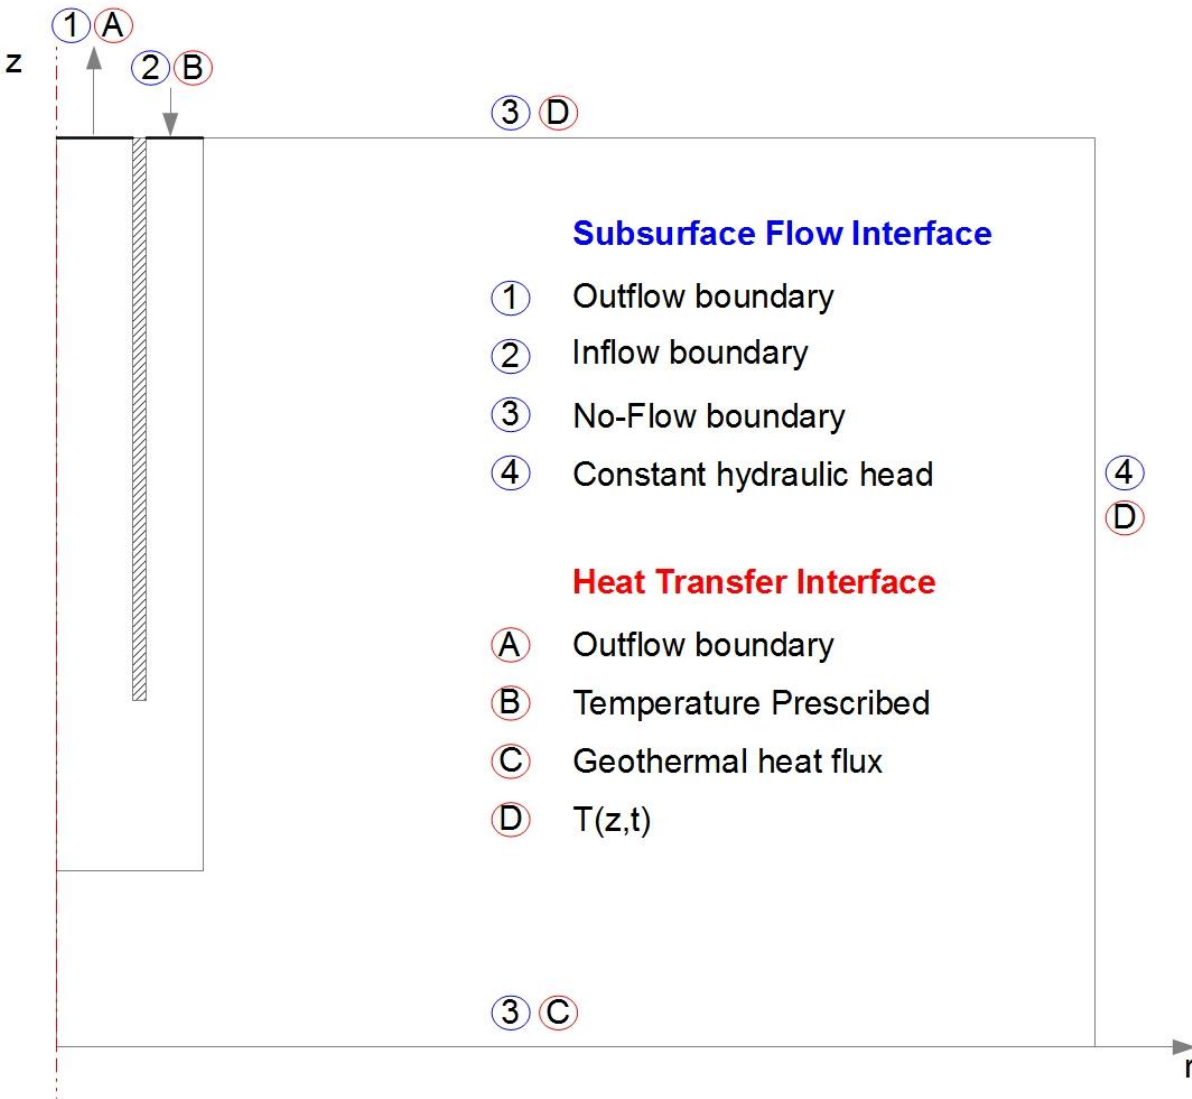 1 A
z
2 B
3 D
Subsurface Flow Interface
1 Outflow boundary
2 Inflow boundary
3 No-Flow boundary
4 Constant hydraulic head
4
D
Heat Transfer Interface
A Outflow boundary
B Temperature Prescribed
C Geothermal heat flux
D T(z,t)
3 C
r